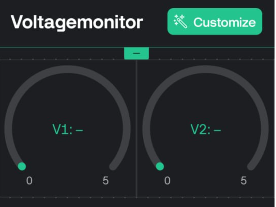 Voltagemonitor
Customize
–
V1: –
V2: –
0 5
0 5